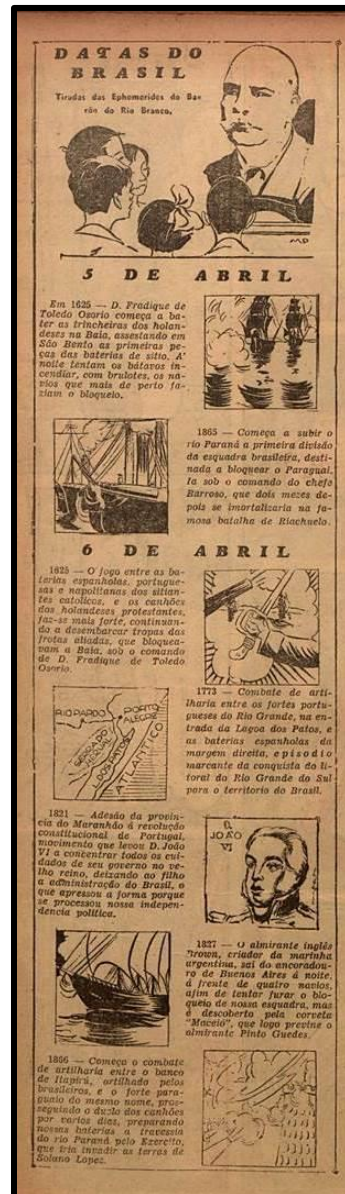 DATAS DO
BRASIL
Tiradas das Ephemerides do Ba-
rão do Rio Branco.
MD
5 DE ABRIL
Em 1625 — D. Fradique de
Toledo Osorio começa a ba-
ter as trincheiras dos holan-
deses na Baía, assestando em
São Bento as primeiras pe-
ças das baterias de sitio. A'
noite tentam os bátavos in-
cendiar, com brulotes, os na-
vios que mais de perto fa-
ziam o bloqueio.
1865 — Começa a subir o
rio Paraná a primeira divisão
da esquadra brasileira, desti-
nada a bloquear o Paraguai.
Ia sob o comando do chefe
Barroso, que dois mezes de-
pois se imortalizaria na fa-
mosa batalha de Riachuelo.
6 DE ABRIL
1625 — O fogo entre as ba-
terias espanholas, portugue-
sas e napolitanas dos sitian-
tes catolicos, e os canhões
dos holandeses protestantes,
faz-se mais forte, continuan-
do a desembarcar tropas das
frotas aliadas, que bloquea-
vam a Baía, sob o comando
de D. Fradique de Toledo
Osorio.
1773 — Combate de arti-
lharia entre os fortes portu-
gueses do Rio Grande, na en-
trada da Lagoa dos Patos, e
as baterias espanholas da
margem direita, episodio
marcante da conquista do li-
toral do Rio Grande do Sul
para o territorio do Brasil.
RIO PARDO
PORTO
ALEGRE
L. DOS PATOS
ATLANTICO
1821 — Adesão da provin-
cia do Maranhão á revolução
constitucional de Portugal,
movimento que levou D. João
VI a concentrar todos os cui-
dados de seu governo no ve-
lho reino, deixando ao filho
a administração do Brasil, o
que apressou a forma porque
se processou nossa indepen-
dencia politica.
D.
JOÃO
VI
1827 — O almirante inglês
Brown, criador da marinha
argentina, sai do ancoradou-
ro de Buenos Aires á noite,
á frente de quatro navios,
afim de tentar furar o blo-
queio de nossa esquadra, mas
é descoberto pela corveta
"Maceió", que logo previne o
almirante Pinto Guedes.
1866 — Começa o combate
de artilharia entre o banco
de Itapirú, artilhado pelos
brasileiros, e o forte para-
guaio do mesmo nome, pros-
seguindo o duelo dos canhões
por varios dias, preparando
nossas baterias a travessia
do rio Paraná pelo Exercito,
que iria invadir as terras de
Solano Lopez.